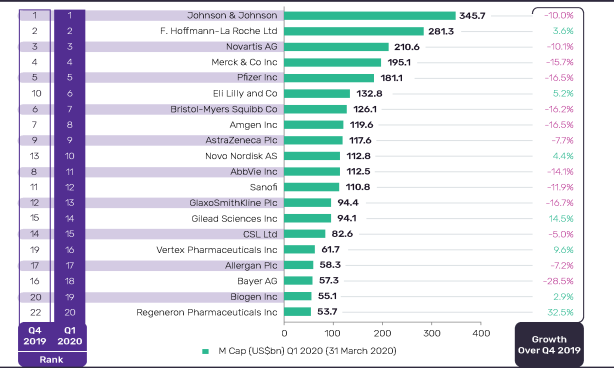 1 1 Johnson & Johnson 345.7 -10.0%
2 2 F. Hoffmann-La Roche Ltd 281.3 3.6%
3 3 Novartis AG 210.6 -10.1%
4 4 Merck & Co Inc 195.1 -15.7%
5 5 Pfizer Inc 181.1 -16.5%
10 6 Eli Lilly and Co 132.8 5.2%
6 7 Bristol-Myers Squibb Co 126.1 -16.2%
7 8 Amgen Inc 119.6 -16.5%
9 9 AstraZeneca Plc 117.6 -7.7%
13 10 Novo Nordisk AS 112.8 4.4%
8 11 AbbVie Inc 112.5 -14.1%
11 12 Sanofi 110.8 -11.9%
12 13 GlaxoSmithKline Plc 94.4 -16.7%
15 14 Gilead Sciences Inc 94.1 14.5%
14 15 CSL Ltd 82.6 -5.0%
19 16 Vertex Pharmaceuticals Inc 61.7 9.6%
17 17 Allergan Plc 58.3 -7.2%
16 18 Bayer AG 57.3 -28.5%
20 19 Biogen Inc 55.1 2.9%
22 20 Regeneron Pharmaceuticals Inc 53.7 32.5%
0 100 200 300 400
Q4 2019
Q1 2020
Rank
M Cap (US$bn) Q1 2020 (31 March 2020)
Growth
Over Q4 2019